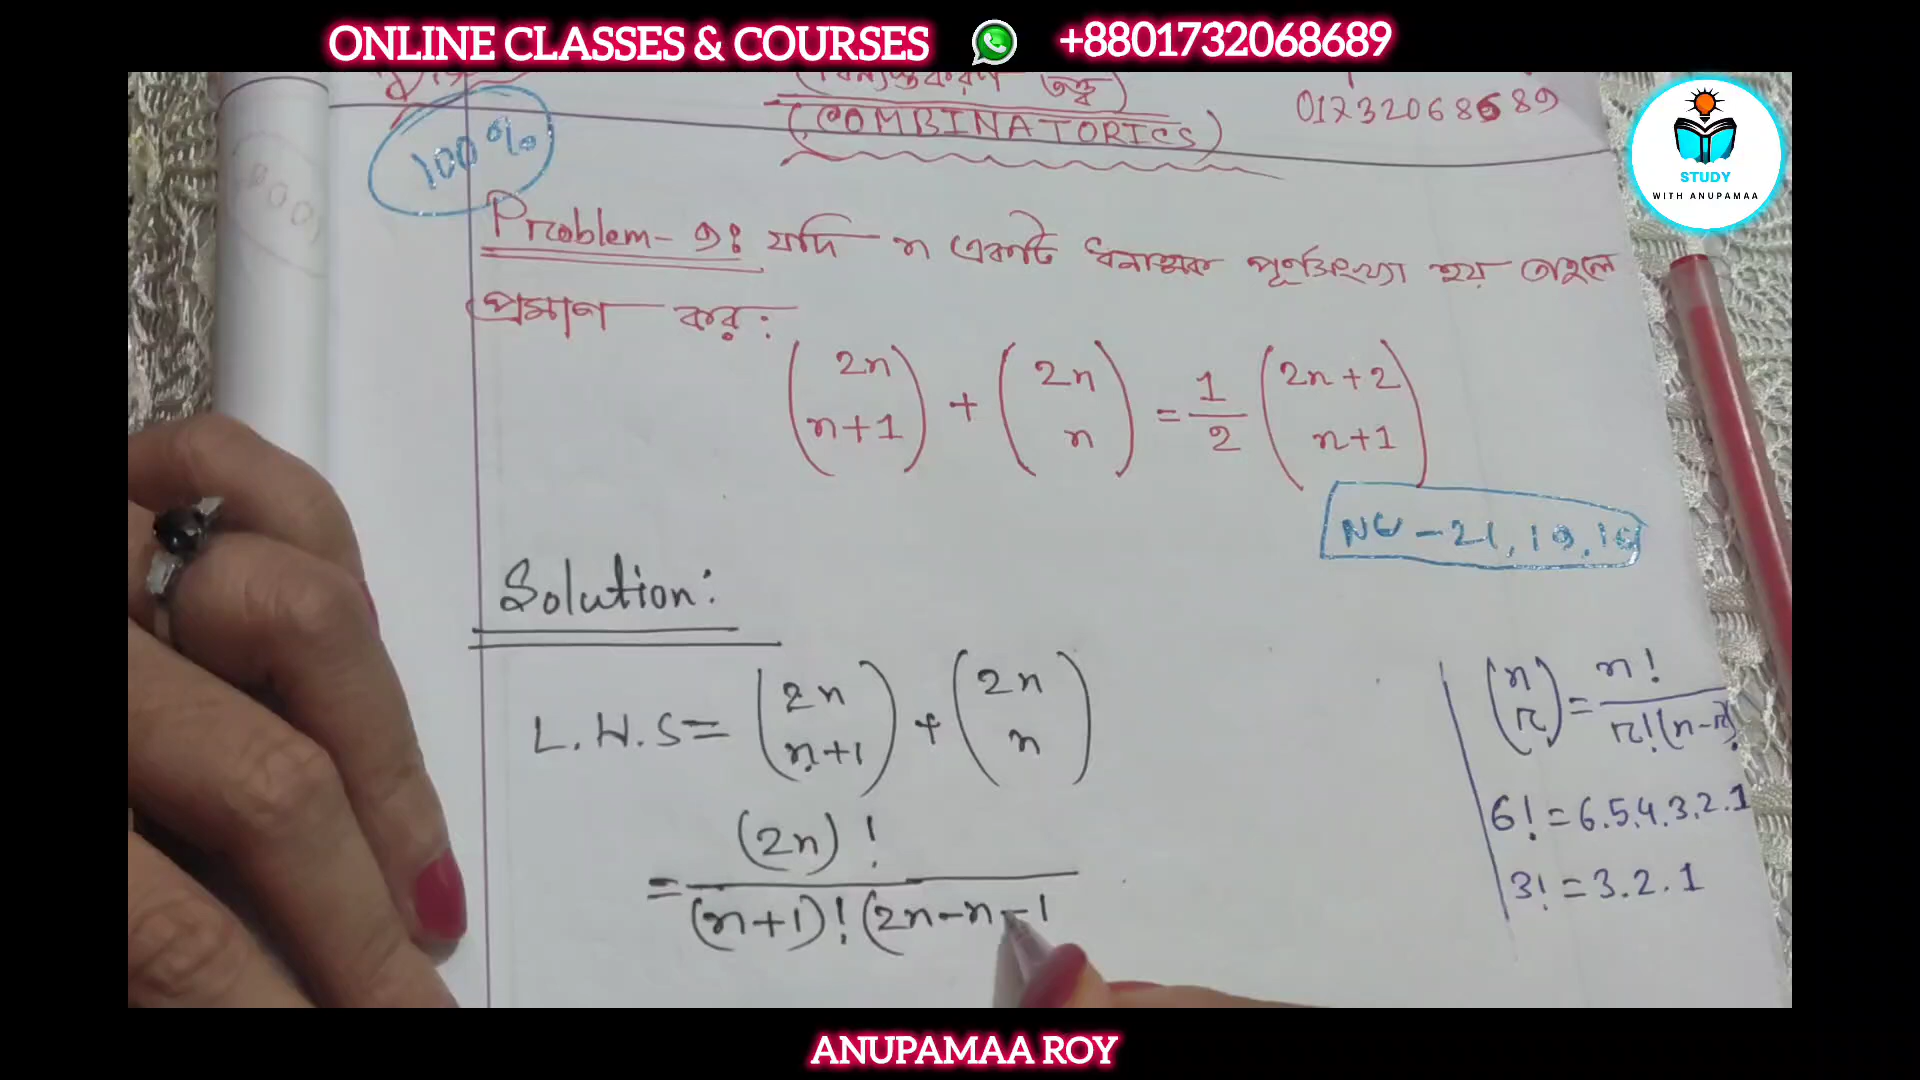 ONLINE CLASSES & COURSES +8801732068689
তত্ত্ব)
(COMBINATORICS)
01732068689
100%
STUDY
WITH ANUPAMAA
Problem-9: যদি n একটি ধনাত্মক পূর্ণসংখ্যা হয় তাহলে
প্রমাণ কর:
(2n n+1) + (2n n) = 1/2 (2n+2 n+1)
NU-21,19,16
Solution:
L.H.S = (2n n+1) + (2n n)
= (2n)! / (n+1)! (2n-n-1
(n r) = n! / r!(n-r)!
6! = 6.5.4.3.2.1
3! = 3.2.1
ANUPAMAA ROY